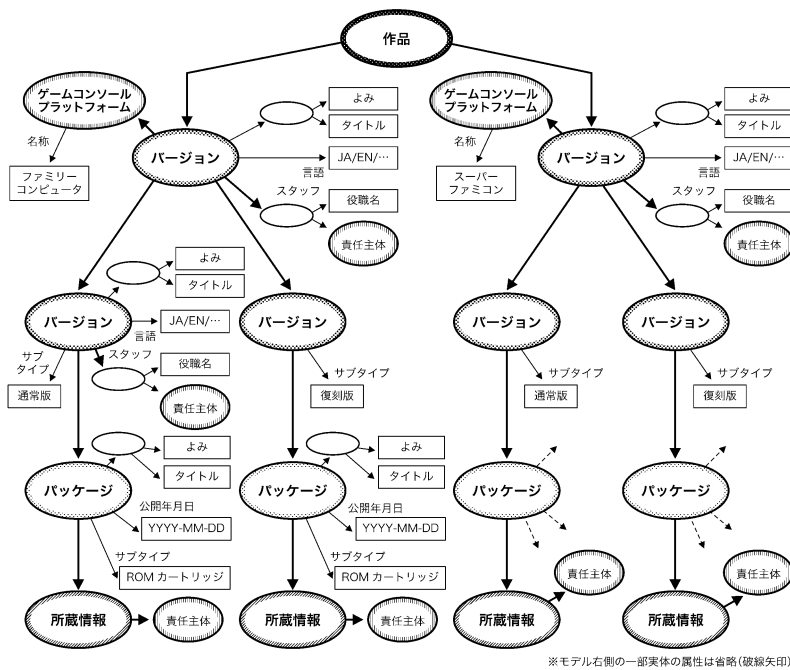 作品
ゲームコンソール
プラットフォーム
名称
ファミリー
コンピュータ
バージョン
よみ
タイトル
JA/EN/…
言語
スタッフ
役職名
責任主体
ゲームコンソール
プラットフォーム
名称
スーパー
ファミコン
バージョン
よみ
タイトル
JA/EN/…
言語
スタッフ
役職名
責任主体
バージョン
よみ
タイトル
JA/EN/…
言語
サブ
タイプ
通常版
スタッフ
役職名
責任主体
バージョン
サブタイプ
復刻版
バージョン
サブタイプ
通常版
バージョン
サブタイプ
復刻版
パッケージ
よみ
タイトル
公開年月日
YYYY-MM-DD
サブタイプ
ROM カートリッジ
パッケージ
よみ
タイトル
公開年月日
YYYY-MM-DD
サブタイプ
ROM カートリッジ
パッケージ
パッケージ
所蔵情報
責任主体
所蔵情報
責任主体
所蔵情報
責任主体
所蔵情報
責任主体
※モデル右側の一部実体の属性は省略(破線矢印)